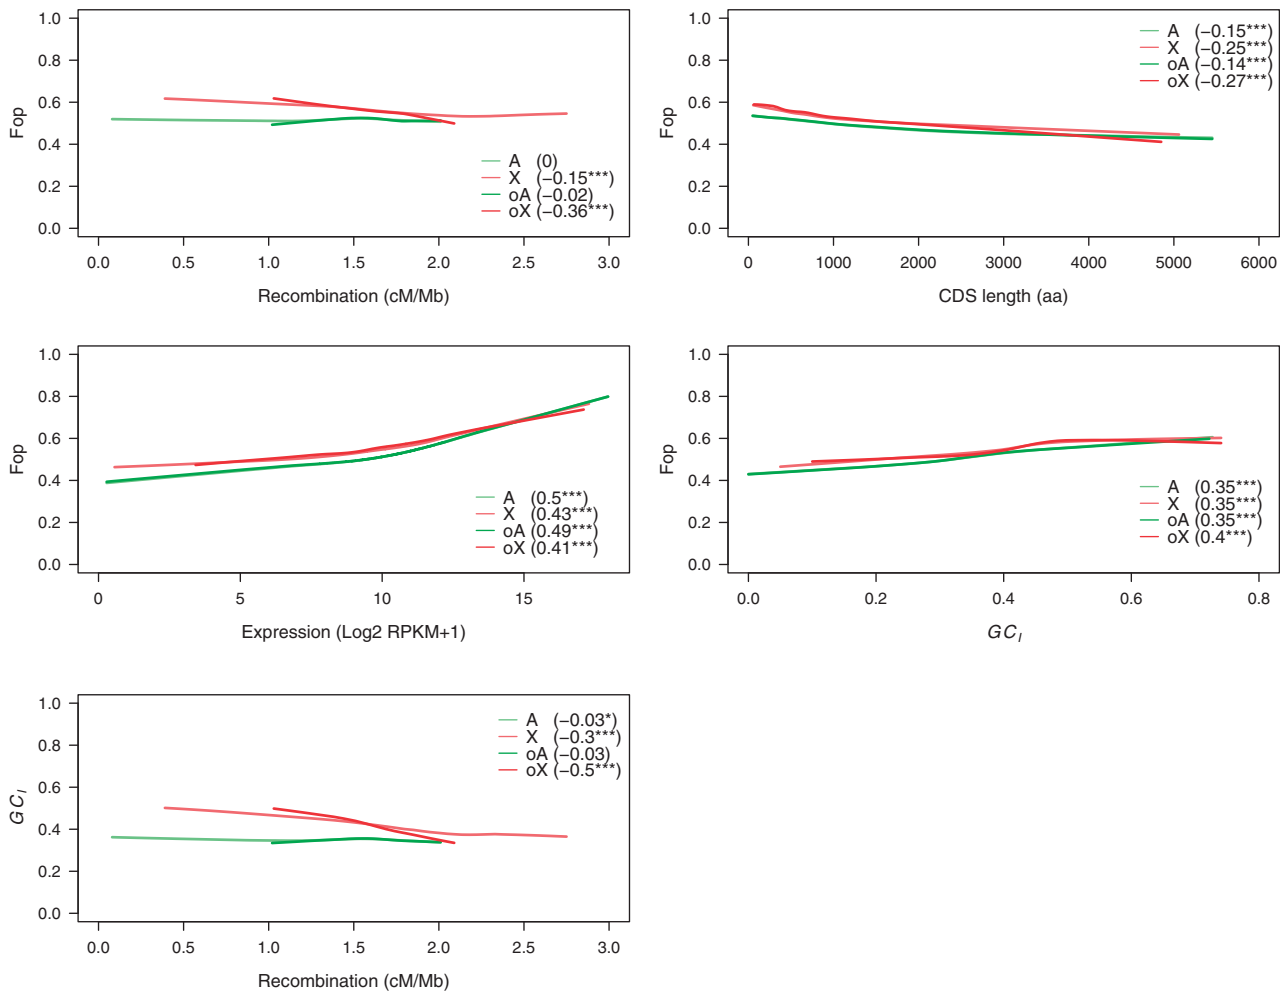 1.0
0.8
0.6
0.4
0.2
0.0
Fop
A (0)
X (−0.15***)
oA (−0.02)
oX (−0.36***)
0.0 0.5 1.0 1.5 2.0 2.5 3.0
Recombination (cM/Mb)
1.0
0.8
0.6
0.4
0.2
0.0
Fop
A (−0.15***)
X (−0.25***)
oA (−0.14***)
oX (−0.27***)
0 1000 2000 3000 4000 5000 6000
CDS length (aa)
1.0
0.8
0.6
0.4
0.2
0.0
Fop
A (0.5***)
X (0.43***)
oA (0.49***)
oX (0.41***)
0 5 10 15
Expression (Log2 RPKM+1)
1.0
0.8
0.6
0.4
0.2
0.0
Fop
A (0.35***)
X (0.35***)
oA (0.35***)
oX (0.4***)
0.0 0.2 0.4 0.6 0.8
GC_I
1.0
0.8
0.6
0.4
0.2
0.0
GC_I
A (−0.03*)
X (−0.3***)
oA (−0.03)
oX (−0.5***)
0.0 0.5 1.0 1.5 2.0 2.5 3.0
Recombination (cM/Mb)